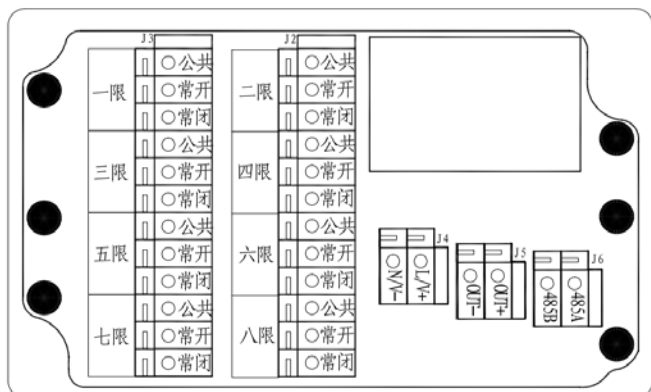 J3
一限
公共
常开
常闭
三限
公共
常开
常闭
五限
公共
常开
常闭
七限
公共
常开
常闭
J2
二限
公共
常开
常闭
四限
公共
常开
常闭
六限
公共
常开
常闭
八限
公共
常开
常闭
J4
N/V-
L/V+
J5
OUT-
OUT+
J6
485B
485A